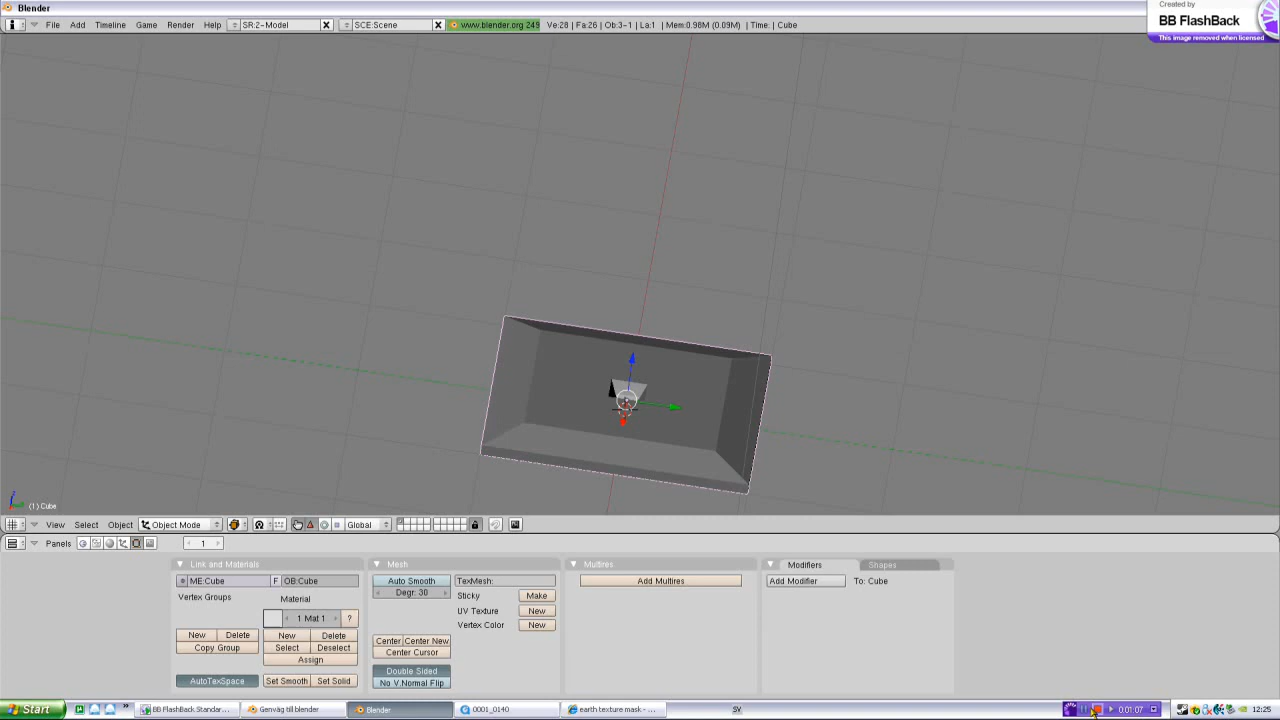 Blender
Created by
BB FlashBack
This image removed when licensed
File Add Timeline Game Render Help SR:2-Model X SCE:Scene X www.blender.org 245 Ve:28 | Fa:26 | Ob:3-1 | La:1 | Mem:0.98M (0.09M) | Time: | Cube
(1) Cube
View Select Object Object Mode Global
Panels 1
Link and Materials Mesh Multires Modifiers Shapes
ME:Cube F OB:Cube Auto Smooth TexMesh: Add Multires Add Modifier To: Cube
Degr: 30 Sticky Make
Vertex Groups Material
UV Texture New
1 Mat 1 ?
Vertex Color New
New Delete New Delete
Center Center New
Copy Group Select Deselect
Center Cursor
Assign
Double Sided
AutoTexSpace Set Smooth Set Solid
No V.Normal Flip
Start BB FlashBack Standar... Genväg till blender Blender 0001_0140 earth texture mask - ... SV 0:01:07 12:25